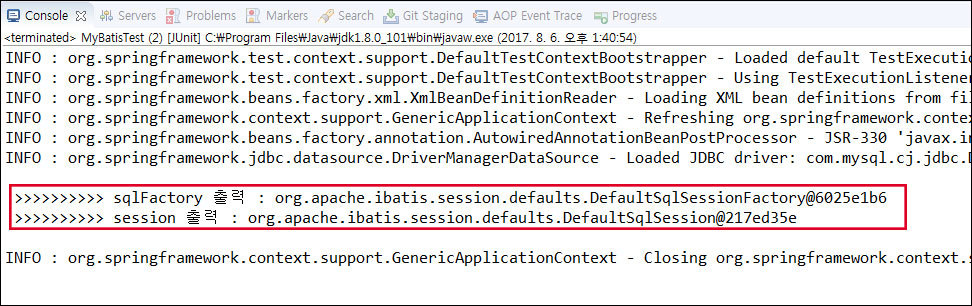 Console Servers Problems Markers Search Git Staging AOP Event Trace Progress
<terminated> MyBatisTest (2) [JUnit] C:₩Program Files₩Java₩jdk1.8.0_101₩bin₩javaw.exe (2017. 8. 6. 오후 1:40:54)
INFO : org.springframework.test.context.support.DefaultTestContextBootstrapper - Loaded default TestExecutio
INFO : org.springframework.test.context.support.DefaultTestContextBootstrapper - Using TestExecutionListener
INFO : org.springframework.beans.factory.xml.XmlBeanDefinitionReader - Loading XML bean definitions from fil
INFO : org.springframework.context.support.GenericApplicationContext - Refreshing org.springframework.contex
INFO : org.springframework.beans.factory.annotation.AutowiredAnnotationBeanPostProcessor - JSR-330 'javax.in
INFO : org.springframework.jdbc.datasource.DriverManagerDataSource - Loaded JDBC driver: com.mysql.cj.jdbc.D
>>>>>>>>>> sqlFactory 출력 : org.apache.ibatis.session.defaults.DefaultSqlSessionFactory@6025e1b6
>>>>>>>>>> session 출력 : org.apache.ibatis.session.defaults.DefaultSqlSession@217ed35e
INFO : org.springframework.context.support.GenericApplicationContext - Closing org.springframework.context.s